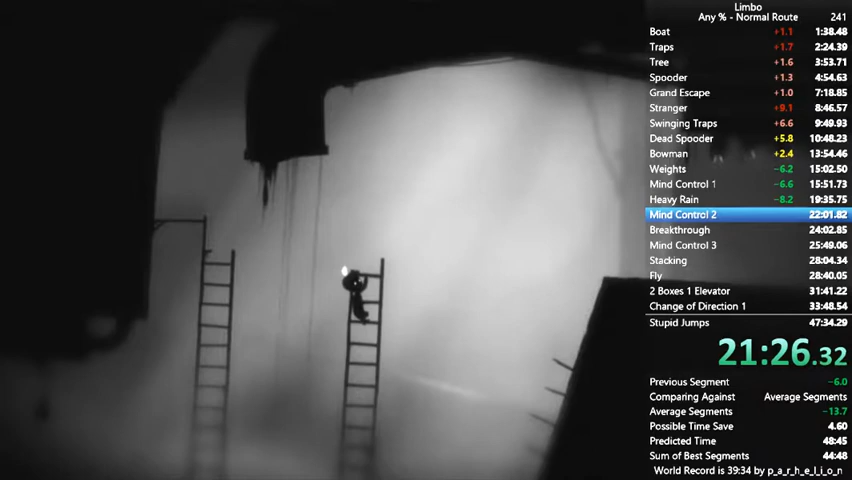 Limbo
Any % - Normal Route 241
Boat +1.1 1:38.48
Traps +1.7 2:24.39
Tree +1.6 3:53.71
Spooder +1.3 4:54.63
Grand Escape +1.0 7:18.85
Stranger +9.1 8:46.57
Swinging Traps +6.6 9:49.93
Dead Spooder +5.8 10:48.23
Bowman +2.4 13:54.46
Weights -6.2 15:02.50
Mind Control 1 -6.6 15:51.73
Heavy Rain -8.2 19:35.75
Mind Control 2 22:01.82
Breakthrough 24:02.85
Mind Control 3 25:49.06
Stacking 28:04.34
Fly 28:40.05
2 Boxes 1 Elevator 31:41.22
Change of Direction 1 33:48.54
Stupid Jumps 47:34.29
21:26.32
Previous Segment -6.0
Comparing Against Average Segments
Average Segments -13.7
Possible Time Save 4.60
Predicted Time 48:45
Sum of Best Segments 44:48
World Record is 39:34 by p_a_r_h_e_l_i_o_n